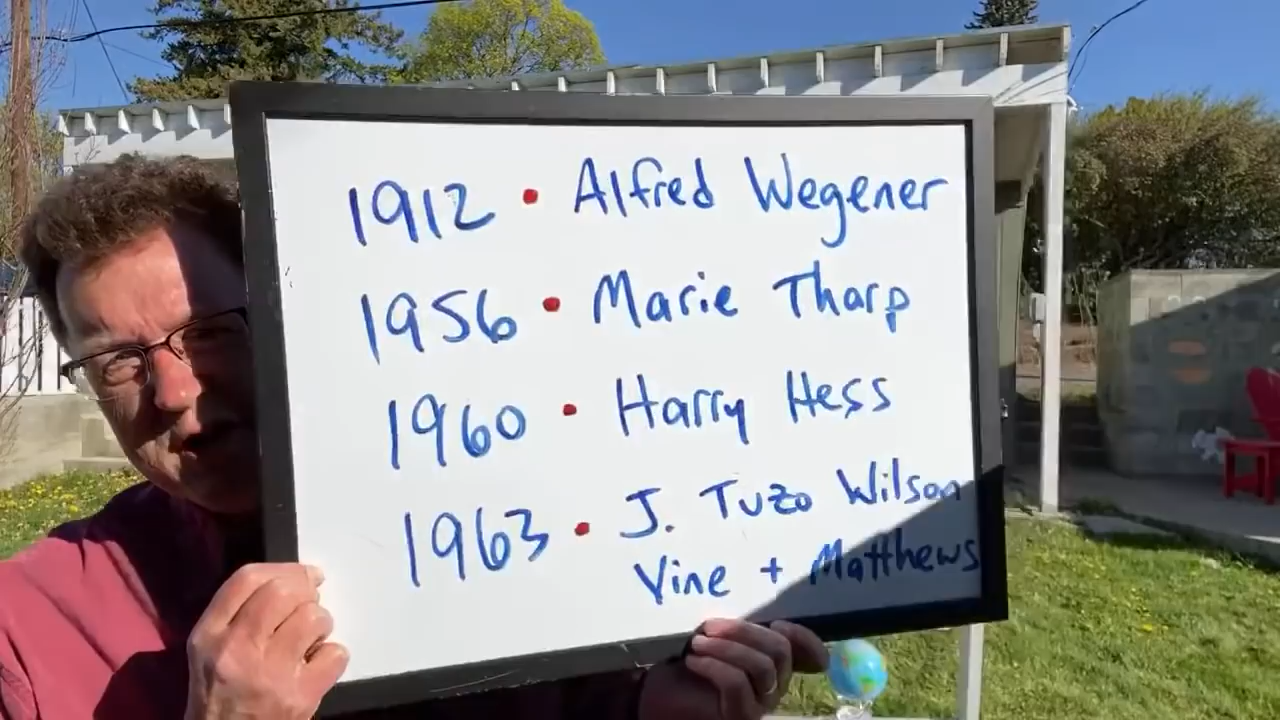 1912 • Alfred Wegener
1956 • Marie Tharp
1960 • Harry Hess
1963 • J. Tuzo Wilson
Vine + Matthews